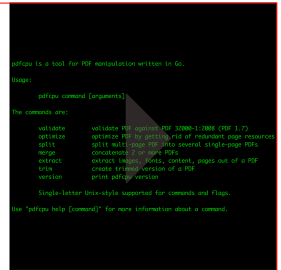 pdfcpu is a tool for PDF manipulation written in Go.
Usage:
pdfcpu command [arguments]
The commands are:
validate validate PDF against PDF 32000-1:2008 (PDF 1.7)
optimize optimize PDF by getting rid of redundant page resources
split split multi-page PDF into several single-page PDFs
merge concatenate 2 or more PDFs
extract extract images, fonts, content, pages out of a PDF
trim create trimmed version of a PDF
version print pdfcpu version
Single-letter Unix-style supported for commands and flags.
Use "pdfcpu help [command]" for more information about a command.